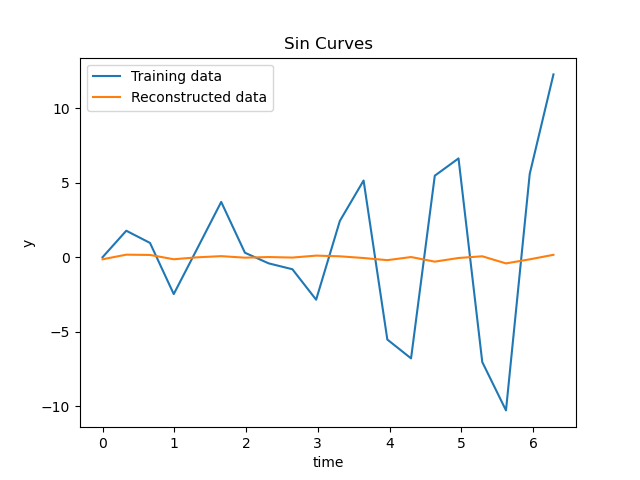 Sin Curves
Training data
Reconstructed data
10
5
0
−5
−10
y
0 1 2 3 4 5 6
time